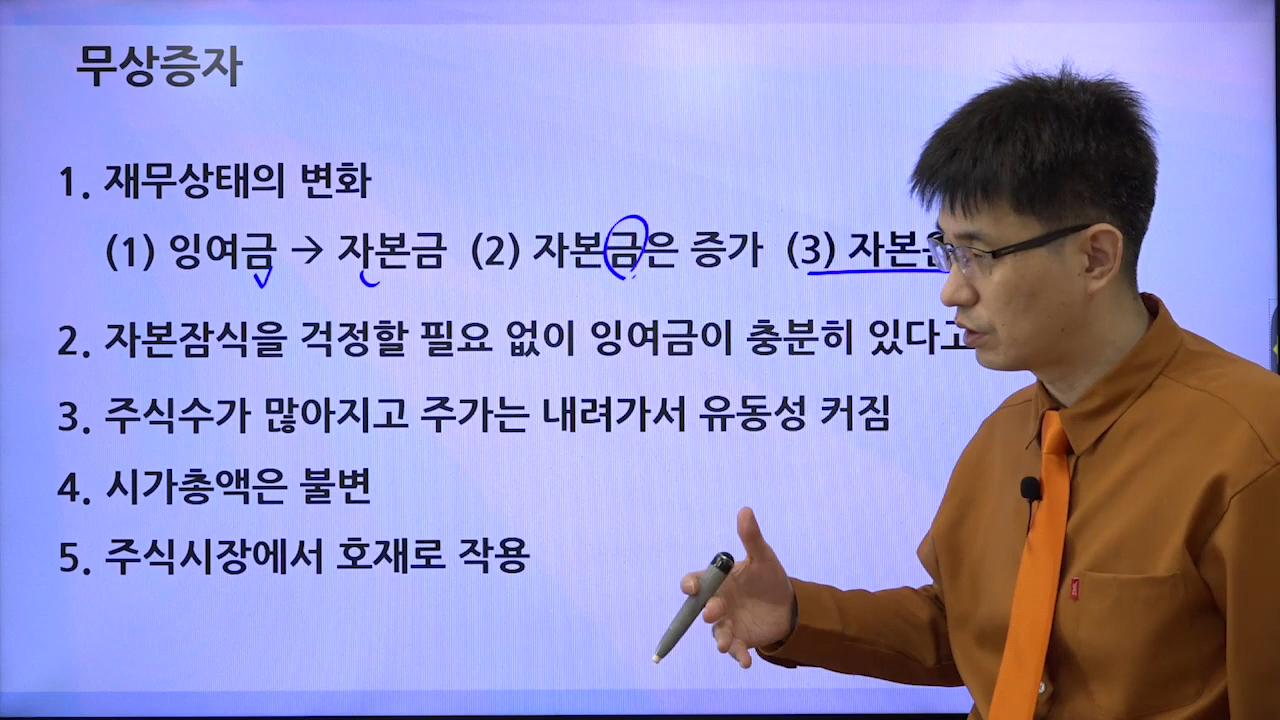 무상증자
1. 재무상태의 변화
(1) 잉여금 → 자본금 (2) 자본금은 증가 (3) 자본은
2. 자본잠식을 걱정할 필요 없이 잉여금이 충분히 있다고
3. 주식수가 많아지고 주가는 내려가서 유동성 커짐
4. 시가총액은 불변
5. 주식시장에서 호재로 작용